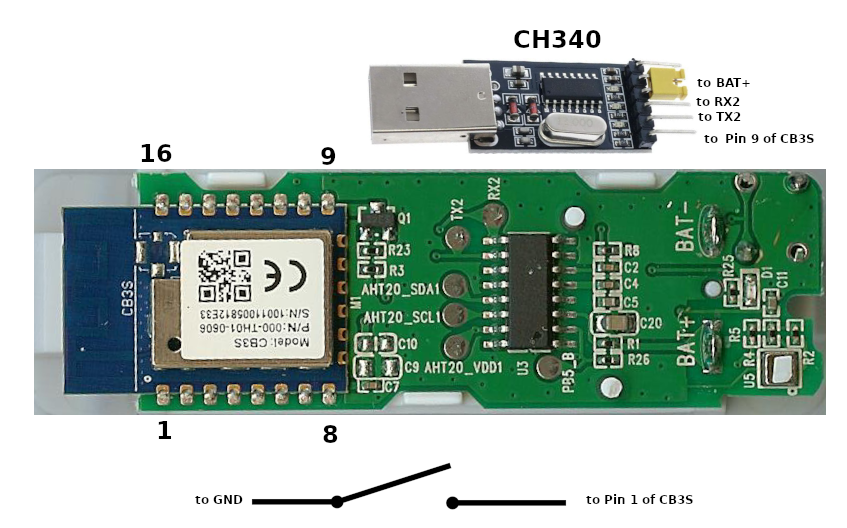 CH340
to BAT+
to RX2
to TX2
to Pin 9 of CB3S
16
9
RX2
TX2
Q1
R23
R3
AHT20_SDA1
M1
AHT20_SCL1
C10
C9
AHT20_VDD1
C7
U3
PB5_B
R8
C2
C4
C5
C20
R1
R26
BAT-
BAT+
R25
D1
C11
R5
R4
R2
U5
CB3S
CE
Model: CB3S
P/N:000-TH01-0606
S/N:10011005812E33
1
8
to GND
to Pin 1 of CB3S